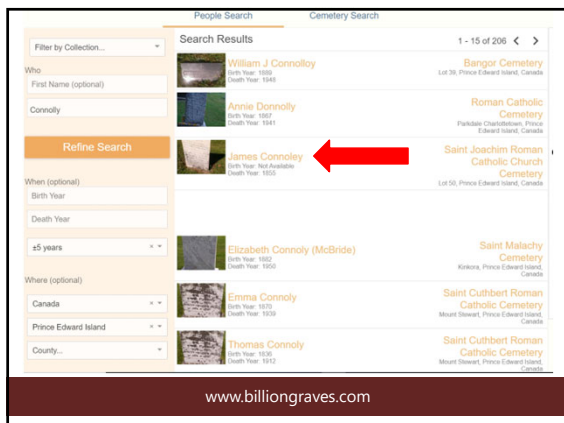 People Search
Cemetery Search
Filter by Collection...
Who
First Name (optional)
Connolly
Refine Search
When (optional)
Birth Year
Death Year
±5 years
Where (optional)
Canada
Prince Edward Island
County...
Search Results
1 - 15 of 206
William J Connolloy
Birth Year: 1889
Death Year: 1948
Bangor Cemetery
Lot 39, Prince Edward Island, Canada
Annie Donnolly
Birth Year: 1867
Death Year: 1941
Roman Catholic
Cemetery
Parkdale Charlottetown, Prince
Edward Island, Canada
James Connoley
Birth Year: Not Available
Death Year: 1855
Saint Joachim Roman
Catholic Church
Cemetery
Lot 50, Prince Edward Island, Canada
Elizabeth Connoly (McBride)
Birth Year: 1882
Death Year: 1950
Saint Malachy
Cemetery
Kinkora, Prince Edward Island,
Canada
Emma Connoly
Birth Year: 1870
Death Year: 1939
Saint Cuthbert Roman
Catholic Cemetery
Mount Stewart, Prince Edward Island,
Canada
Thomas Connoly
Birth Year: 1836
Death Year: 1912
Saint Cuthbert Roman
Catholic Cemetery
Mount Stewart, Prince Edward Island,
Canada
www.billiongraves.com